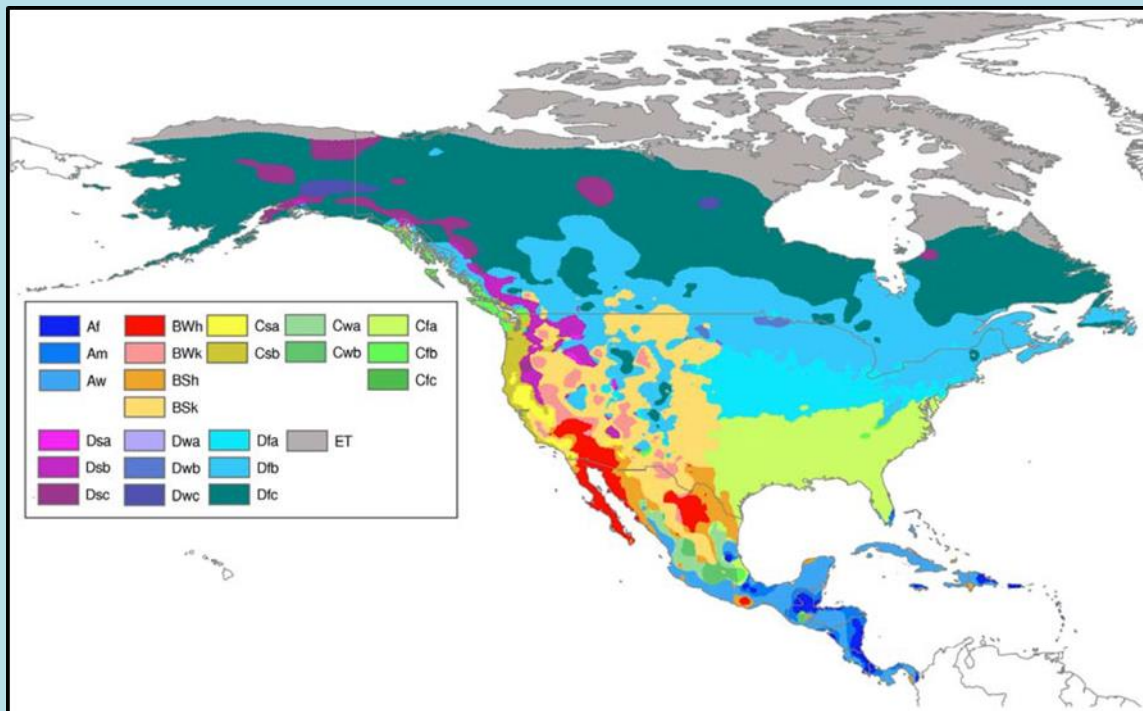 Af BWh Csa Cwa Cfa
Am BWk Csb Cwb Cfb
Aw BSh Cfc
BSk
Dsa Dwa Dfa ET
Dsb Dwb Dfb
Dsc Dwc Dfc